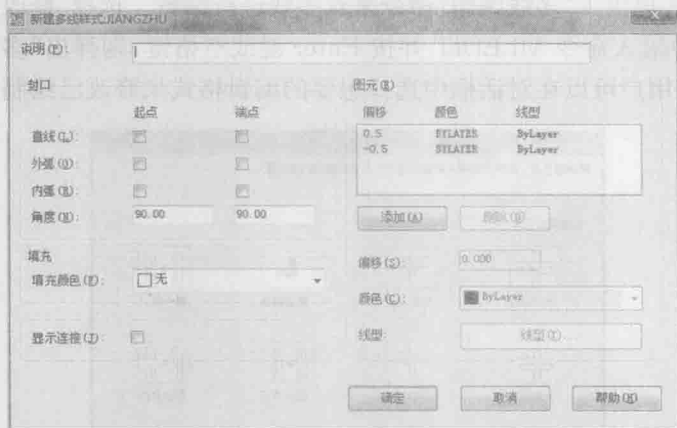 新建多线样式:JIANGZHU
说明(P):
封口
起点 端点
直线(L):
外弧(O):
内弧(R):
角度(N): 90.00 90.00
填充
填充颜色(F): 无
显示连接(J):
图元(E)
偏移 颜色 线型
0.5 BYLAYER ByLayer
-0.5 BYLAYER ByLayer
添加(A) 删除(D)
偏移(S): 0.000
颜色(C): ByLayer
线型: 线型(Y)...
确定 取消 帮助(H)